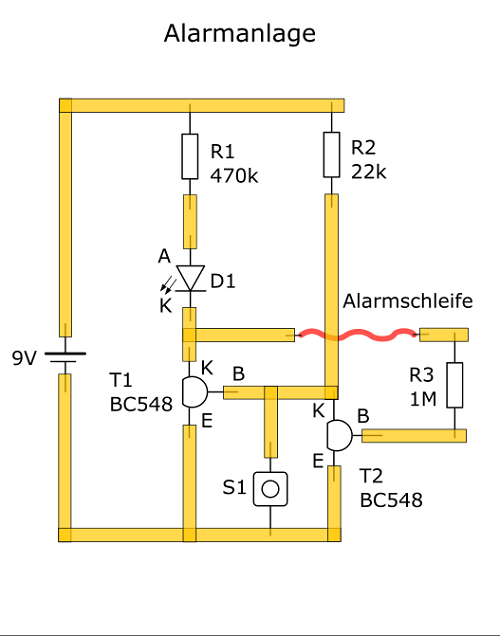 Alarmanlage
R1
470k
R2
22k
A
D1
K
Alarmschleife
9V
T1
BC548
K
B
E
R3
1M
K
B
E
S1
T2
BC548